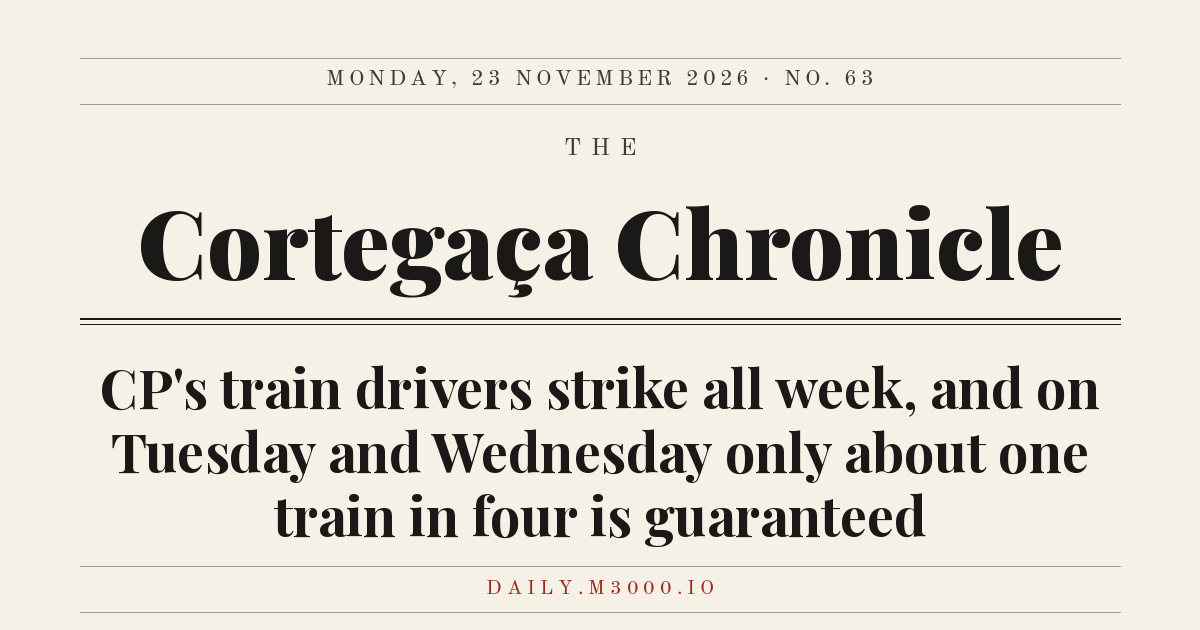 MONDAY, 23 NOVEMBER 2026 · NO. 63
THE
Cortegaça Chronicle
CP's train drivers strike all week, and on
Tuesday and Wednesday only about one
train in four is guaranteed
DAILY.M3000.IO